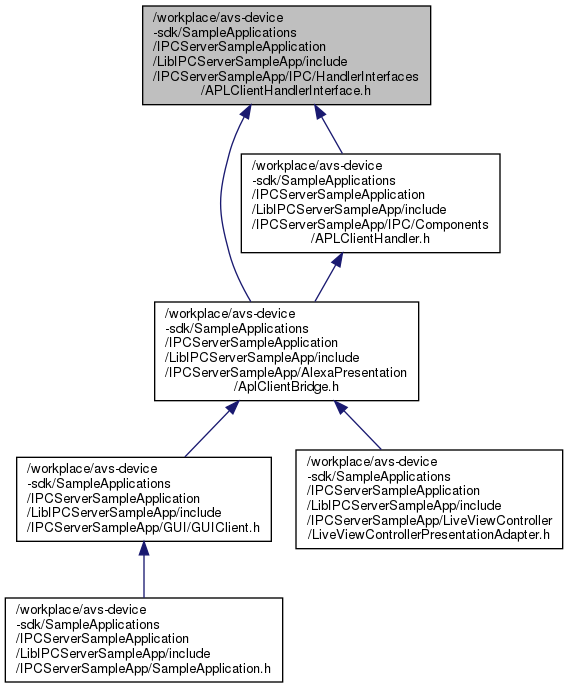 /workplace/avs-device
-sdk/SampleApplications
/IPCServerSampleApplication
/LibIPCServerSampleApp/include
/IPCServerSampleApp/IPC/HandlerInterfaces
/APLClientHandlerInterface.h
/workplace/avs-device
-sdk/SampleApplications
/IPCServerSampleApplication
/LibIPCServerSampleApp/include
/IPCServerSampleApp/IPC/Components
/APLClientHandler.h
/workplace/avs-device
-sdk/SampleApplications
/IPCServerSampleApplication
/LibIPCServerSampleApp/include
/IPCServerSampleApp/AlexaPresentation
/AplClientBridge.h
/workplace/avs-device
-sdk/SampleApplications
/IPCServerSampleApplication
/LibIPCServerSampleApp/include
/IPCServerSampleApp/GUI/GUIClient.h
/workplace/avs-device
-sdk/SampleApplications
/IPCServerSampleApplication
/LibIPCServerSampleApp/include
/IPCServerSampleApp/LiveViewController
/LiveViewControllerPresentationAdapter.h
/workplace/avs-device
-sdk/SampleApplications
/IPCServerSampleApplication
/LibIPCServerSampleApp/include
/IPCServerSampleApp/SampleApplication.h